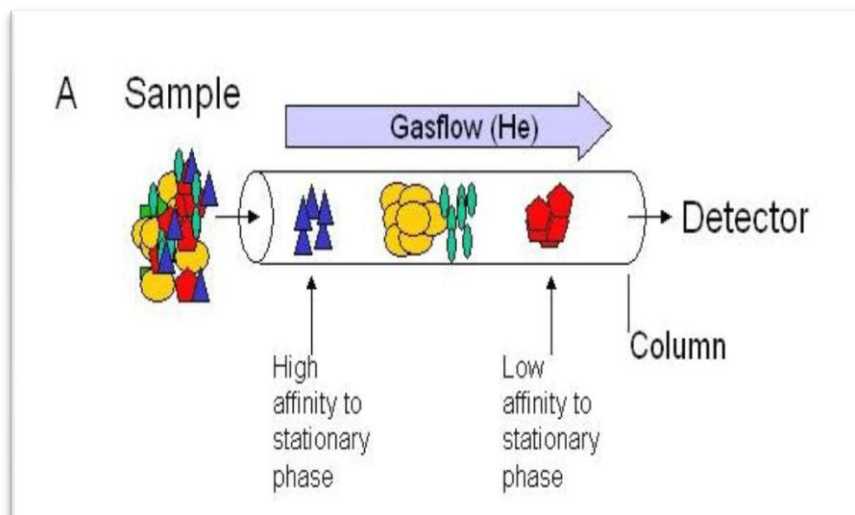 A Sample
Gasflow (He)
Detector
Column
High
affinity to
stationary
phase
Low
affinity to
stationary
phase